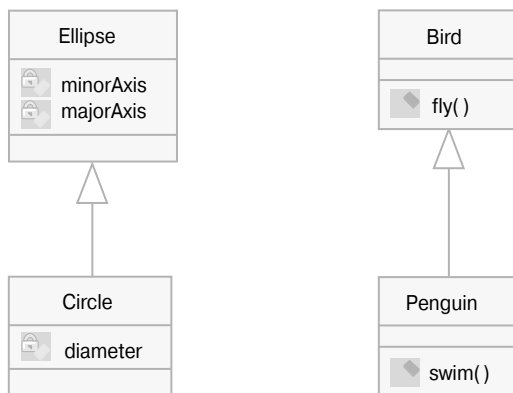 Ellipse
minorAxis
majorAxis
Circle
diameter
Bird
fly( )
Penguin
swim( )